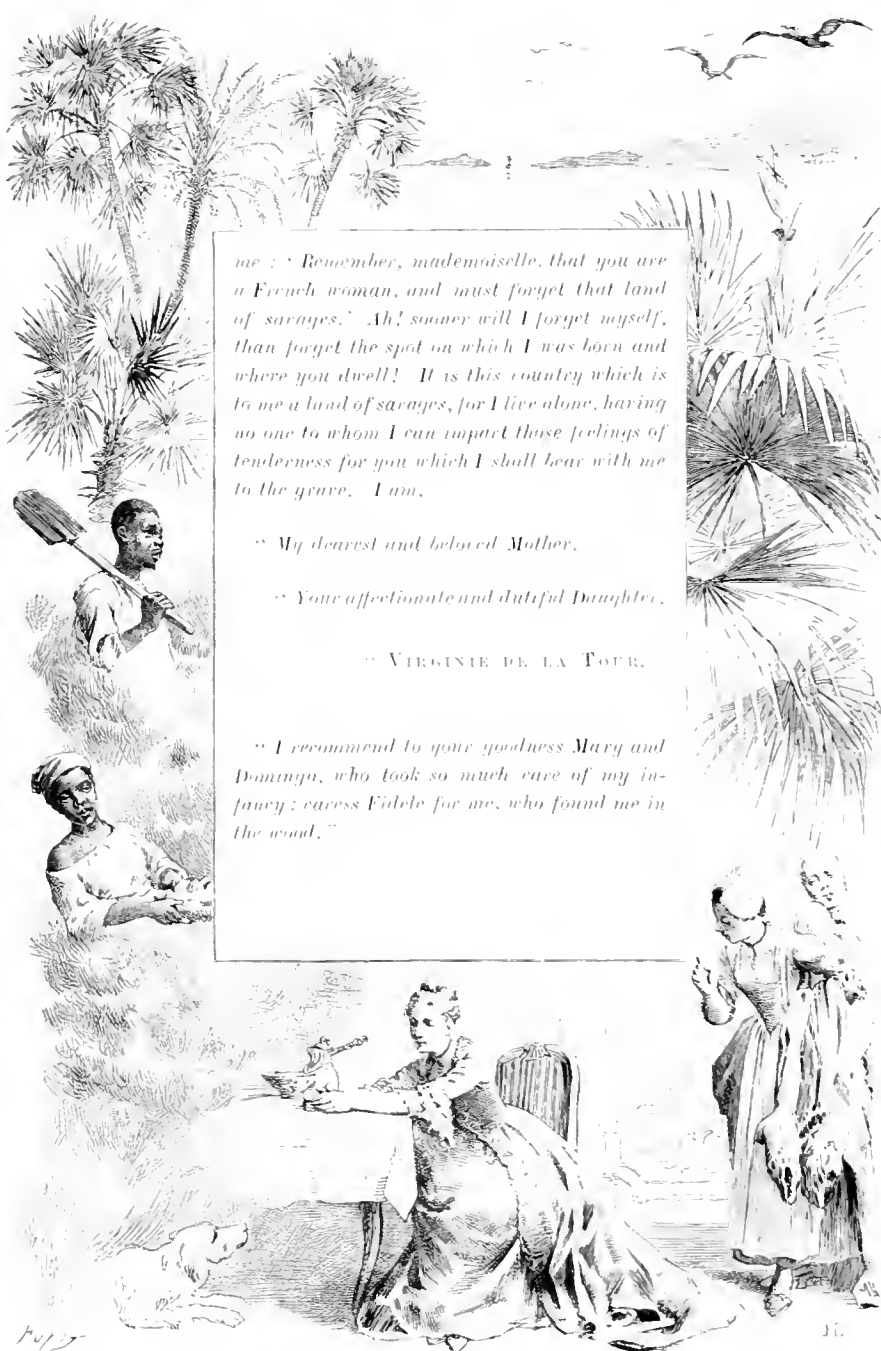 me : ‘ Remember, mademoiselle, that you are
a French woman, and must forget that land
of savages.’ Ah! sooner will I forget myself,
than forget the spot on which I was born and
where you dwell! It is this country which is
to me a land of savages, for I live alone, having
no one to whom I can impart those feelings of
tenderness for you which I shall bear with me
to the grave. I am,
“ My dearest and beloved Mother,
“ Your affectionate and dutiful Daughter,
“ VIRGINIE DE LA TOUR.
“ I recommend to your goodness Mary and
Domingo, who took so much care of my in-
fancy ; caress Fidele for me, who found me in
the wood.”